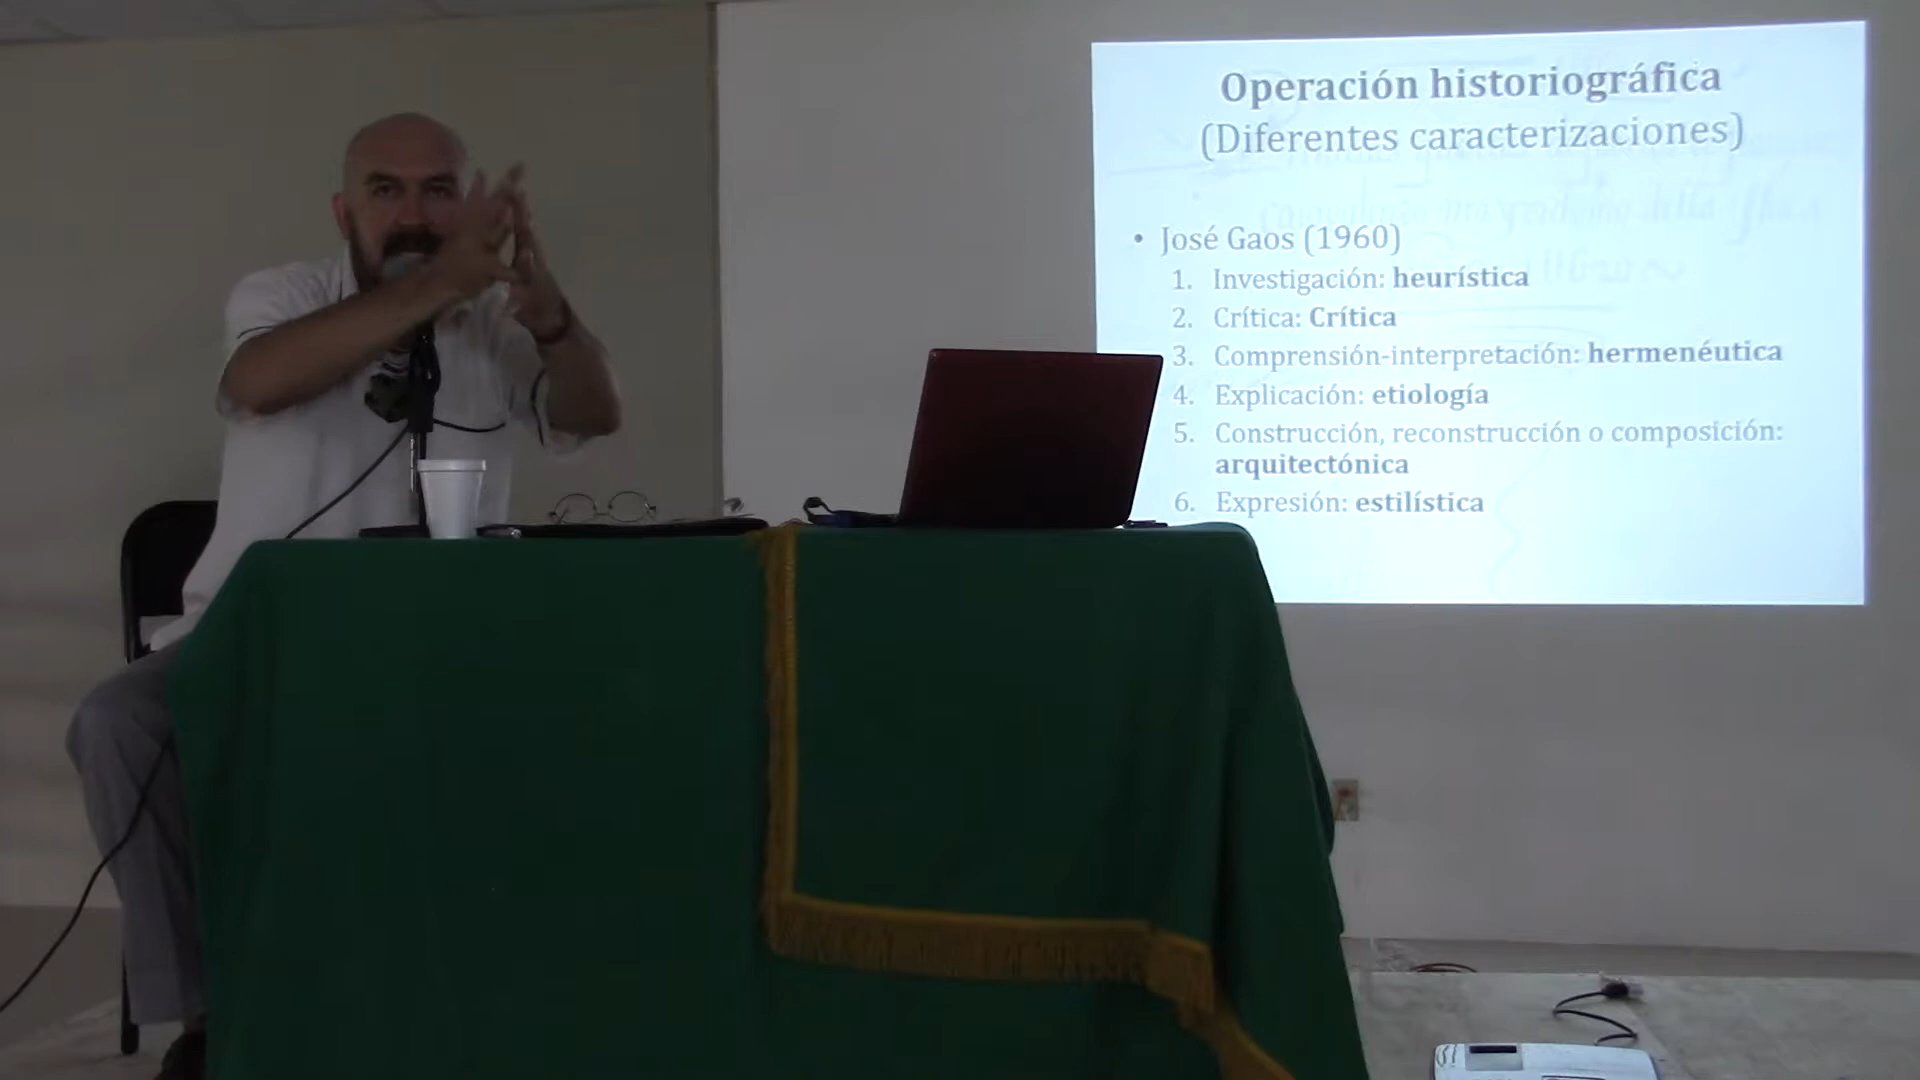 Operación historiográfica
(Diferentes caracterizaciones)
• José Gaos (1960)
1. Investigación: heurística
2. Crítica: Crítica
3. Comprensión-interpretación: hermenéutica
4. Explicación: etiología
5. Construcción, reconstrucción o composición:
arquitectónica
6. Expresión: estilística